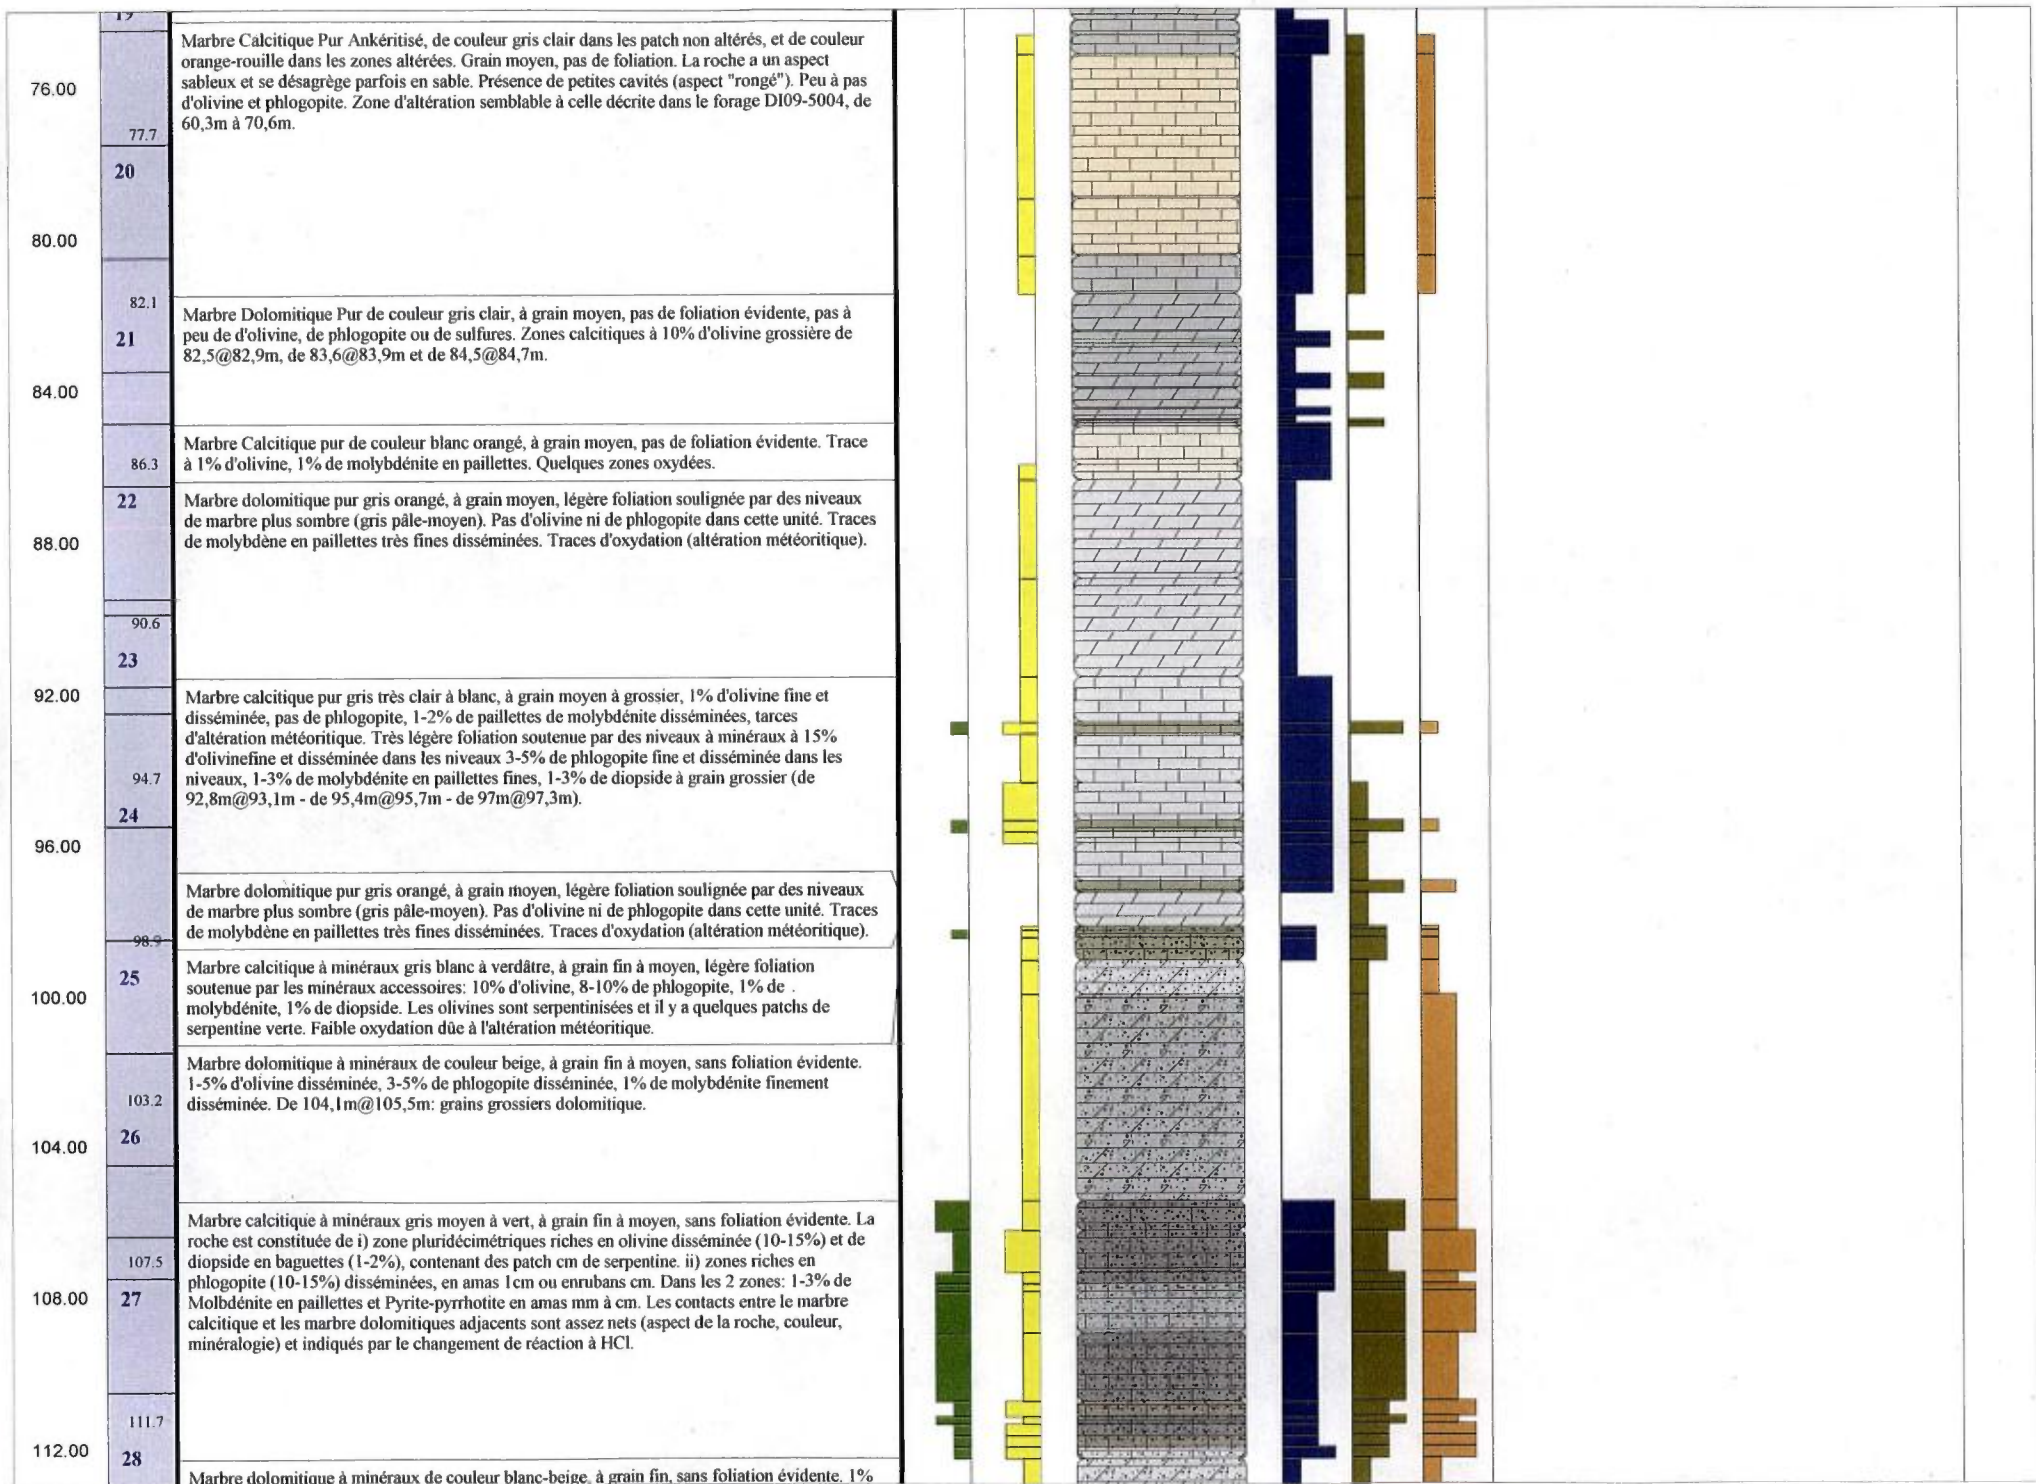 19
Marbre Calcitique Pur Ankéritisé, de couleur gris clair dans les patch non altérés, et de couleur
orange-rouille dans les zones altérées. Grain moyen, pas de foliation. La roche a un aspect
sableux et se désagrège parfois en sable. Présence de petites cavités (aspect "rongé"). Peu à pas
d'olivine et phlogopite. Zone d'altération semblable à celle décrite dans le forage DI09-5004, de
60,3m à 70,6m.
76.00
77.7
20
80.00
82.1
Marbre Dolomitique Pur de couleur gris clair, à grain moyen, pas de foliation évidente, pas à
peu de d'olivine, de phlogopite ou de sulfures. Zones calcitiques à 10% d'olivine grossière de
82,5@82,9m, de 83,6@83,9m et de 84,5@84,7m.
21
84.00
Marbre Calcitique pur de couleur blanc orangé, à grain moyen, pas de foliation évidente. Trace
à 1% d'olivine, 1% de molybdénite en paillettes. Quelques zones oxydées.
86.3
22
Marbre dolomitique pur gris orangé, à grain moyen, légère foliation soulignée par des niveaux
de marbre plus sombre (gris pâle-moyen). Pas d'olivine ni de phlogopite dans cette unité. Traces
de molybdène en paillettes très fines disséminées. Traces d'oxydation (altération météoritique).
88.00
90.6
23
92.00
Marbre calcitique pur gris très clair à blanc, à grain moyen à grossier, 1% d'olivine fine et
disséminée, pas de phlogopite, 1-2% de paillettes de molybdénite disséminées, tarces
d'altération météoritique. Très légère foliation soutenue par des niveaux à minéraux à 15%
d'olivinefine et disséminée dans les niveaux 3-5% de phlogopite fine et disséminée dans les
niveaux, 1-3% de molybdénite en paillettes fines, 1-3% de diopside à grain grossier (de
92,8m@93,1m - de 95,4m@95,7m - de 97m@97,3m).
94.7
24
96.00
Marbre dolomitique pur gris orangé, à grain moyen, légère foliation soulignée par des niveaux
de marbre plus sombre (gris pâle-moyen). Pas d'olivine ni de phlogopite dans cette unité. Traces
de molybdène en paillettes très fines disséminées. Traces d'oxydation (altération météoritique).
98.9
25
Marbre calcitique à minéraux gris blanc à verdâtre, à grain fin à moyen, légère foliation
soutenue par les minéraux accessoires: 10% d'olivine, 8-10% de phlogopite, 1% de
molybdénite, 1% de diopside. Les olivines sont serpentinisées et il y a quelques patchs de
serpentine verte. Faible oxydation dûe à l'altération météoritique.
100.00
Marbre dolomitique à minéraux de couleur beige, à grain fin à moyen, sans foliation évidente.
1-5% d'olivine disséminée, 3-5% de phlogopite disséminée, 1% de molybdénite finement
disséminée. De 104,1m@105,5m: grains grossiers dolomitique.
103.2
26
104.00
Marbre calcitique à minéraux gris moyen à vert, à grain fin à moyen, sans foliation évidente. La
roche est constituée de i) zone pluridécimétriques riches en olivine disséminée (10-15%) et de
diopside en baguettes (1-2%), contenant des patch cm de serpentine. ii) zones riches en
phlogopite (10-15%) disséminées, en amas 1cm ou enrubans cm. Dans les 2 zones: 1-3% de
Molbdénite en paillettes et Pyrite-pyrrhotite en amas mm à cm. Les contacts entre le marbre
calcitique et les marbre dolomitiques adjacents sont assez nets (aspect de la roche, couleur,
minéralogie) et indiqués par le changement de réaction à HCl.
107.5
108.00
27
111.7
112.00
28
Marbre dolomitique à minéraux de couleur blanc-beige, à grain fin, sans foliation évidente. 1%